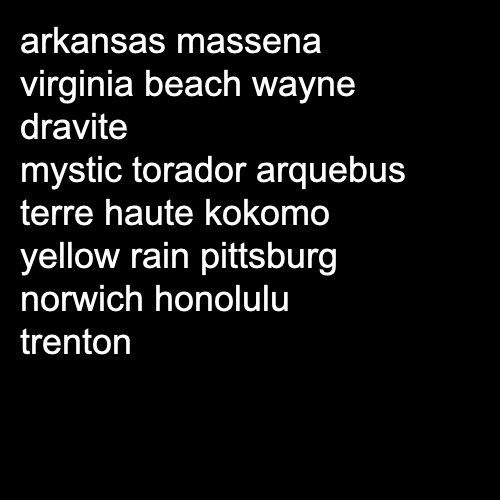 arkansas massena
virginia beach wayne
dravite
mystic torador arquebus
terre haute kokomo
yellow rain pittsburg
norwich honolulu
trenton